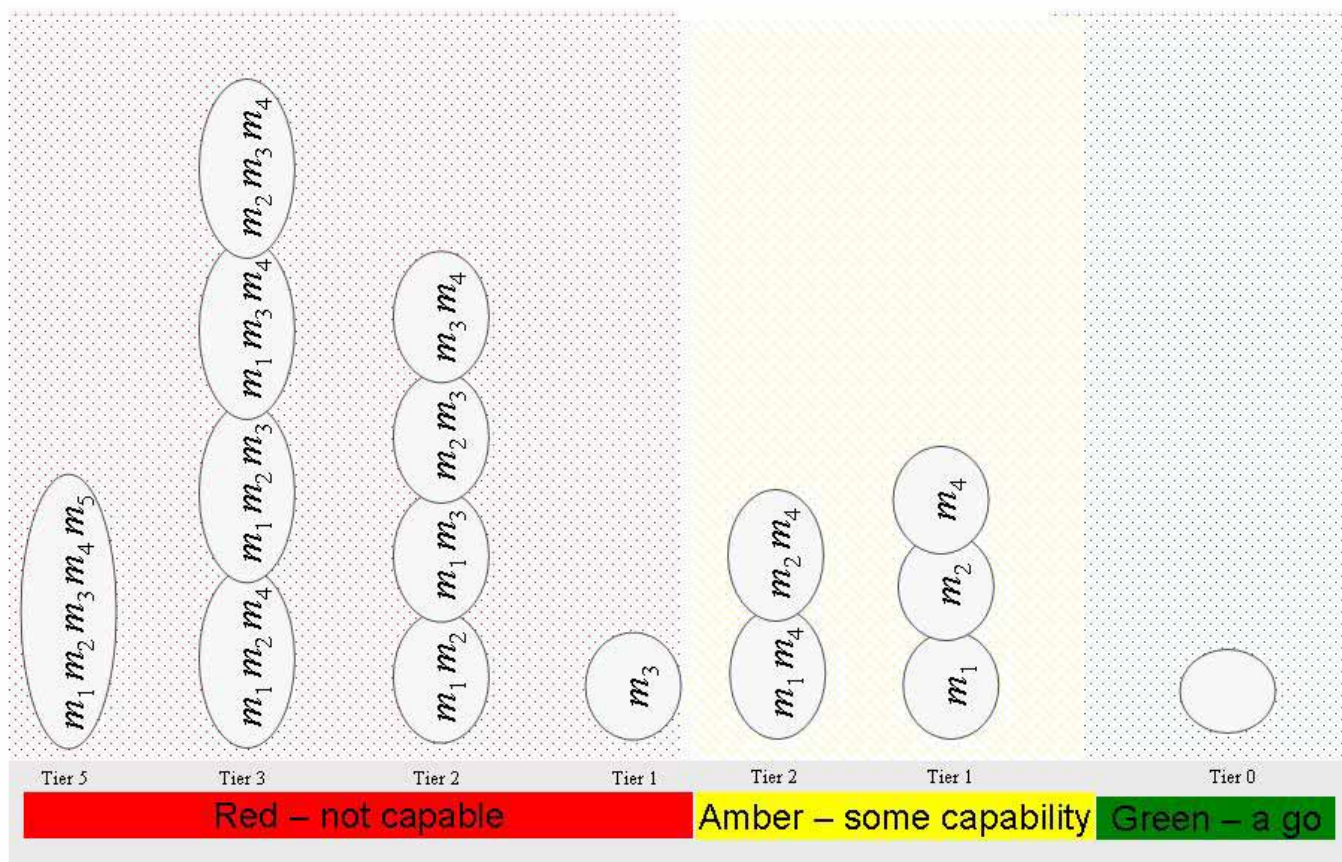 m₁ m₂ m₃ m₄ m₅
m₂ m₃ m₄
m₁ m₃ m₄
m₁ m₂ m₃
m₁ m₂ m₄
m₃ m₄
m₂ m₃
m₁ m₃
m₁ m₂
m₃
m₂ m₄
m₁ m₄
m₄
m₂
m₁
Tier 5 Tier 3 Tier 2 Tier 1 Tier 2 Tier 1 Tier 0
Red – not capable Amber – some capability Green – a go